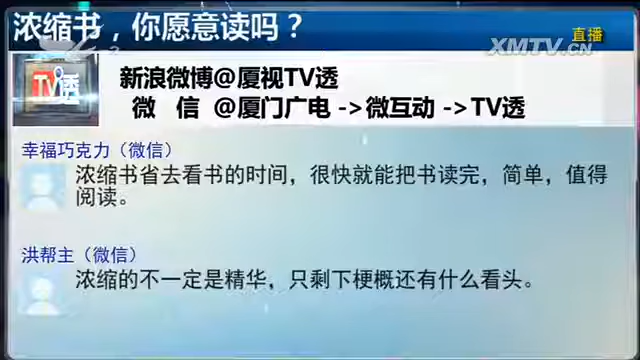 浓缩书，你愿意读吗？
直播
XMTV.CN
TV透
新浪微博@厦视TV透
微 信 @厦门广电 ->微互动 ->TV透
幸福巧克力（微信）
浓缩书省去看书的时间，很快就能把书读完，简单，值得
阅读。
洪帮主（微信）
浓缩的不一定是精华，只剩下梗概还有什么看头。